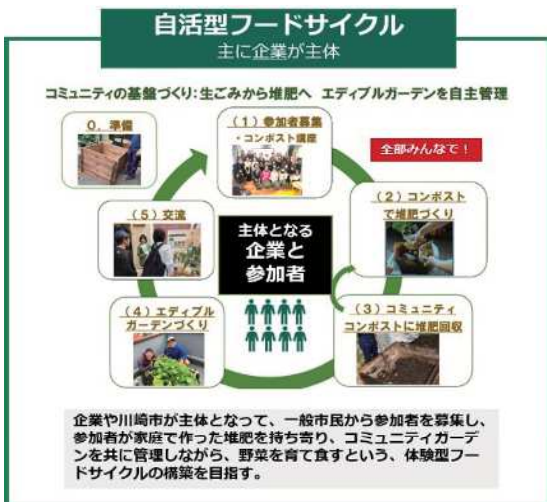 自活型フードサイクル
主に企業が主体
コミュニティの基盤づくり:生ごみから堆肥へ エディブルガーデンを自主管理
0. 準備
(1)参加者募集
・コンポスト講座
全部みんなで!
(2)コンポスト
で堆肥づくり
(5)交流
主体となる
企業と
参加者
(4)エディブル
ガーデンづくり
(3)コミュニティ
コンポストに堆肥回収
企業や川崎市が主体となって、一般市民から参加者を募集し、
参加者が家庭で作った堆肥を持ち寄り、コミュニティガーデ
ンを共に管理しながら、野菜を育て食すという、体験型フー
ドサイクルの構築を目指す。